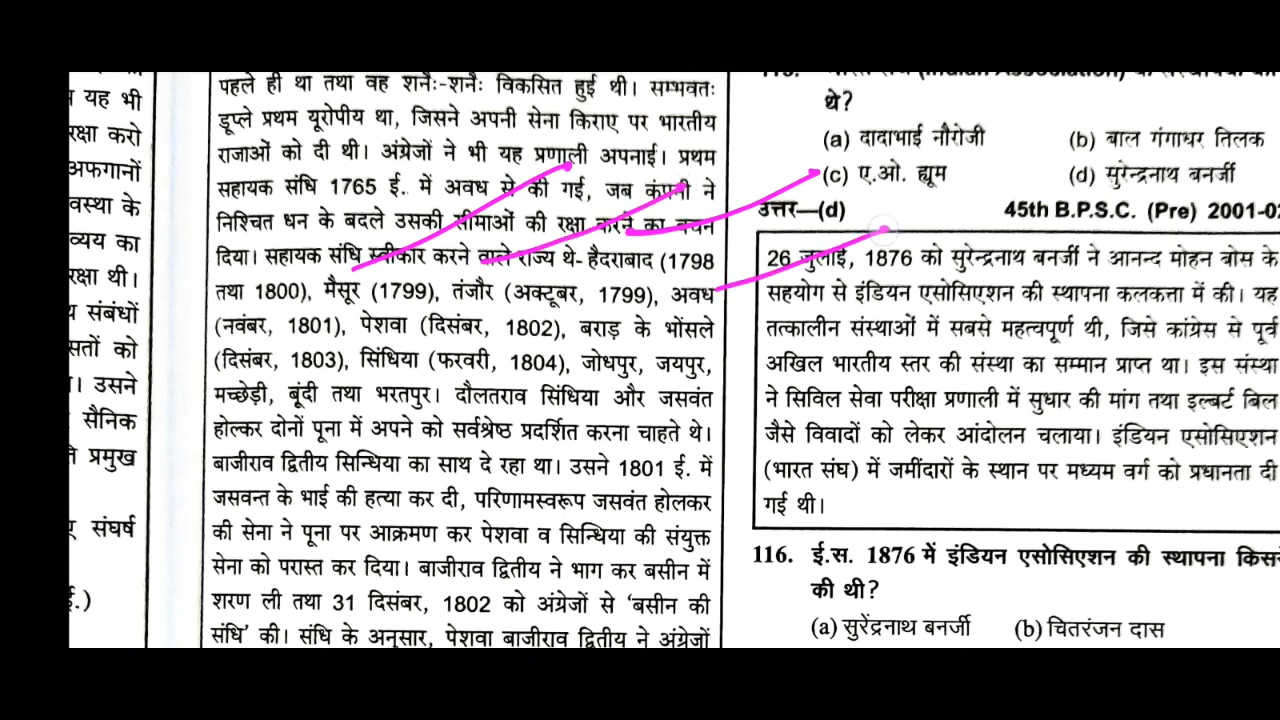 यह भी
रक्षा करो
अफगानों
वस्था के
व्यय का
रक्षा थी।
संबंधों
सतों को
। उसने
सैनिक
प्रमुख
संघर्ष
ई.)
पहले ही था तथा वह शनैः-शनैः विकसित हुई थी। सम्भवतः
डूप्ले प्रथम यूरोपीय था, जिसने अपनी सेना किराए पर भारतीय
राजाओं को दी थी। अंग्रेजों ने भी यह प्रणाली अपनाई। प्रथम
सहायक संधि 1765 ई. में अवध से की गई, जब कंपनी ने
निश्चित धन के बदले उसकी सीमाओं की रक्षा करने का वचन
दिया। सहायक संधि स्वीकार करने वाले राज्य थे- हैदराबाद (1798
तथा 1800), मैसूर (1799), तंजौर (अक्टूबर, 1799), अवध
(नवंबर, 1801), पेशवा (दिसंबर, 1802), बराड़ के भोंसले
(दिसंबर, 1803), सिंधिया (फरवरी, 1804), जोधपुर, जयपुर,
मच्छेड़ी, बूंदी तथा भरतपुर। दौलतराव सिंधिया और जसवंत
होल्कर दोनों पूना में अपने को सर्वश्रेष्ठ प्रदर्शित करना चाहते थे।
बाजीराव द्वितीय सिन्धिया का साथ दे रहा था। उसने 1801 ई. में
जसवन्त के भाई की हत्या कर दी, परिणामस्वरूप जसवंत होलकर
की सेना ने पूना पर आक्रमण कर पेशवा व सिन्धिया की संयुक्त
सेना को परास्त कर दिया। बाजीराव द्वितीय ने भाग कर बसीन में
शरण ली तथा 31 दिसंबर, 1802 को अंग्रेजों से 'बसीन की
संधि' की। संधि के अनुसार, पेशवा बाजीराव द्वितीय ने अंग्रेजों
(Indian Association)
थे?
(a) दादाभाई नौरोजी (b) बाल गंगाधर तिलक
(c) ए.ओ. ह्यूम (d) सुरेन्द्रनाथ बनर्जी
उत्तर—(d) 45th B.P.S.C. (Pre) 2001-02
26 जुलाई, 1876 को सुरेन्द्रनाथ बनर्जी ने आनन्द मोहन बोस के
सहयोग से इंडियन एसोसिएशन की स्थापना कलकत्ता में की। यह
तत्कालीन संस्थाओं में सबसे महत्वपूर्ण थी, जिसे कांग्रेस से पूर्व
अखिल भारतीय स्तर की संस्था का सम्मान प्राप्त था। इस संस्था
ने सिविल सेवा परीक्षा प्रणाली में सुधार की मांग तथा इल्बर्ट बिल
जैसे विवादों को लेकर आंदोलन चलाया। इंडियन एसोसिएशन
(भारत संघ) में जमींदारों के स्थान पर मध्यम वर्ग को प्रधानता दी
गई थी।
116. ई.स. 1876 में इंडियन एसोसिएशन की स्थापना किसने
की थी?
(a) सुरेंद्रनाथ बनर्जी (b) चितरंजन दास